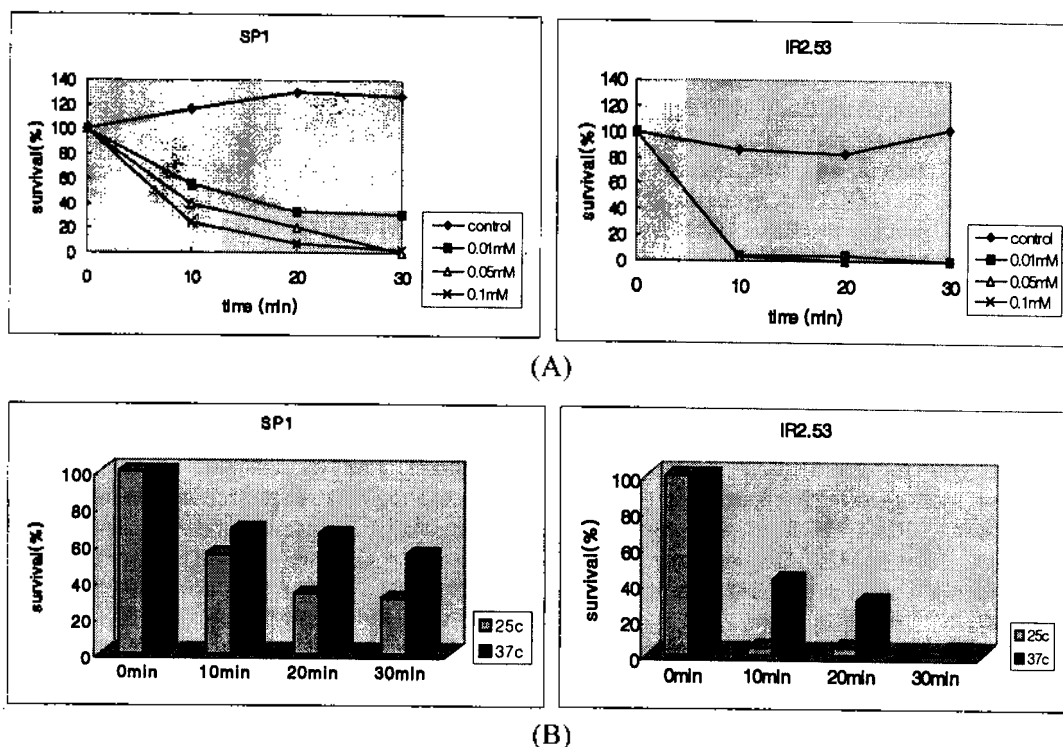 SP1
survival(%)
140
120
100
80
60
40
20
0
0 10 20 30
time (min)
control
0.01mM
0.05mM
0.1mM
IR2.53
survival(%)
140
120
100
80
60
40
20
0
0 10 20 30
time (min)
control
0.01mM
0.05mM
0.1mM
(A)
SP1
survival(%)
100
80
60
40
20
0
0min 10min 20min 30min
25c
37c
IR2.53
survival(%)
100
80
60
40
20
0
0min 10min 20min 30min
25c
37c
(B)